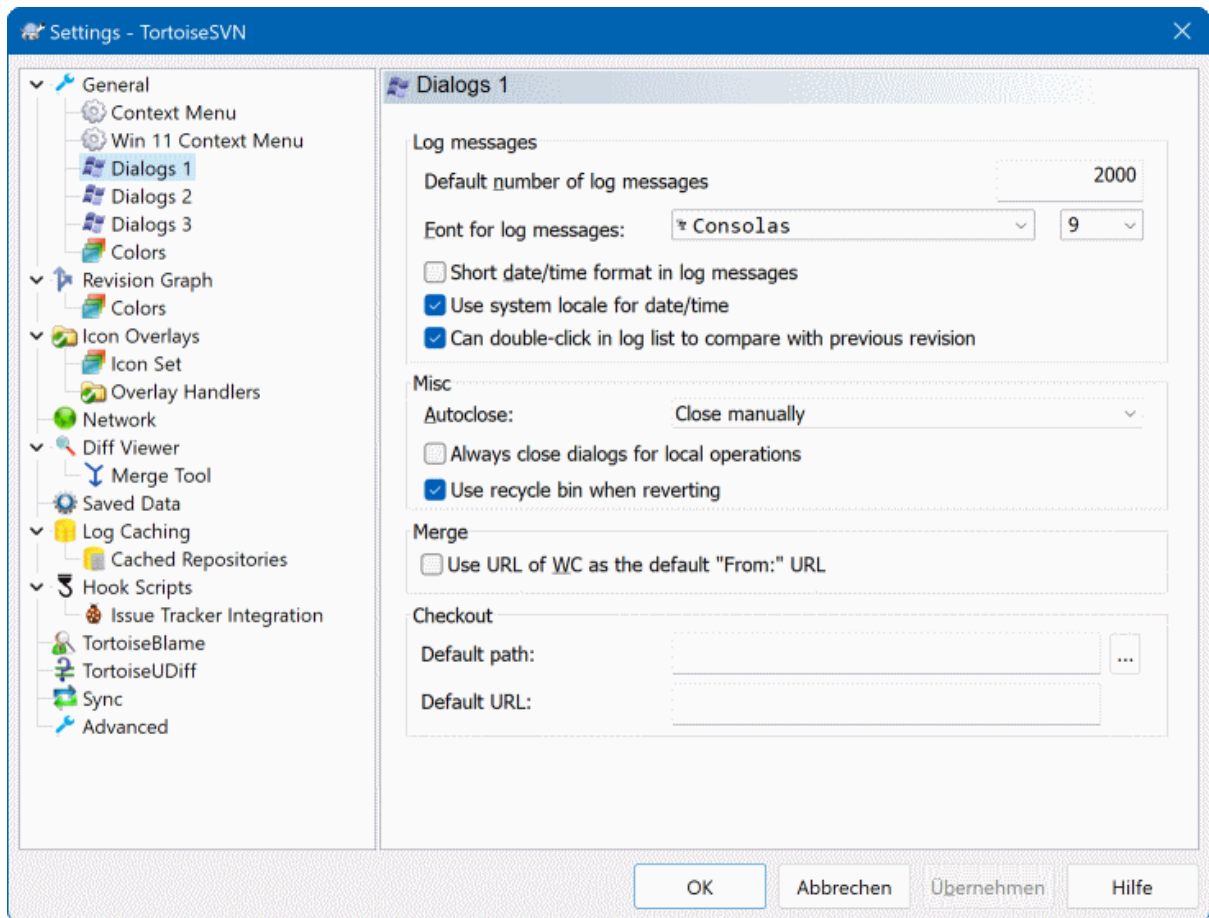 Settings - TortoiseSVN
General
Context Menu
Win 11 Context Menu
Dialogs 1
Dialogs 2
Dialogs 3
Colors
Revision Graph
Colors
Icon Overlays
Icon Set
Overlay Handlers
Network
Diff Viewer
Merge Tool
Saved Data
Log Caching
Cached Repositories
Hook Scripts
Issue Tracker Integration
TortoiseBlame
TortoiseUDiff
Sync
Advanced
Dialogs 1
Log messages
Default number of log messages 2000
Font for log messages: Consolas 9
Short date/time format in log messages
Use system locale for date/time
Can double-click in log list to compare with previous revision
Misc
Autoclose: Close manually
Always close dialogs for local operations
Use recycle bin when reverting
Merge
Use URL of WC as the default "From:" URL
Checkout
Default path: ...
Default URL:
OK Abbrechen Übernehmen Hilfe